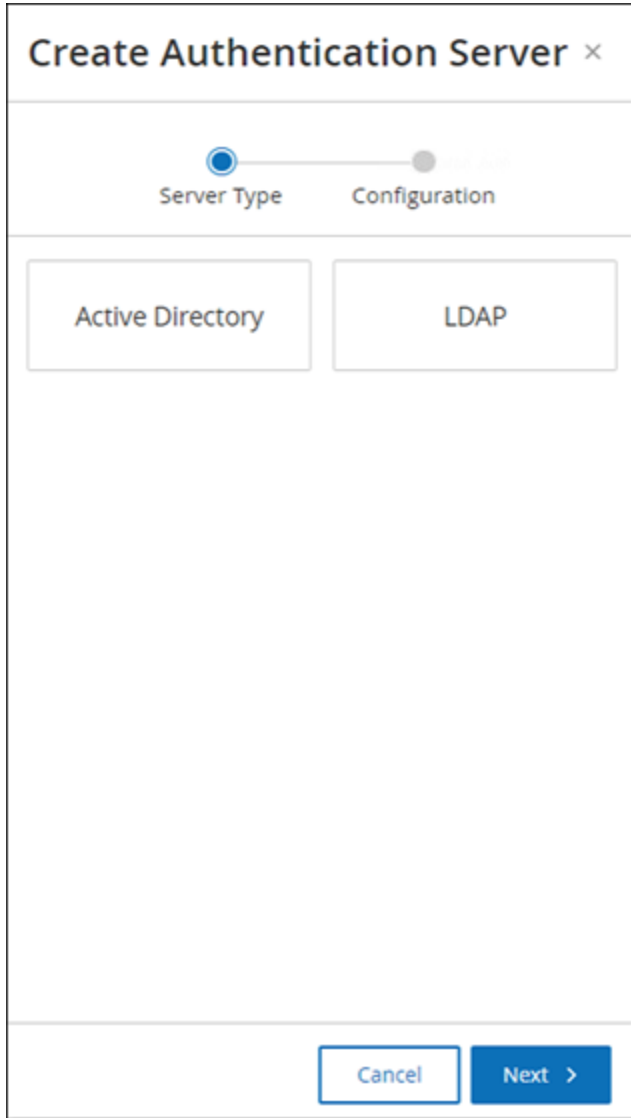 Create Authentication Server ×
Server Type Configuration
Active Directory LDAP
Cancel Next >